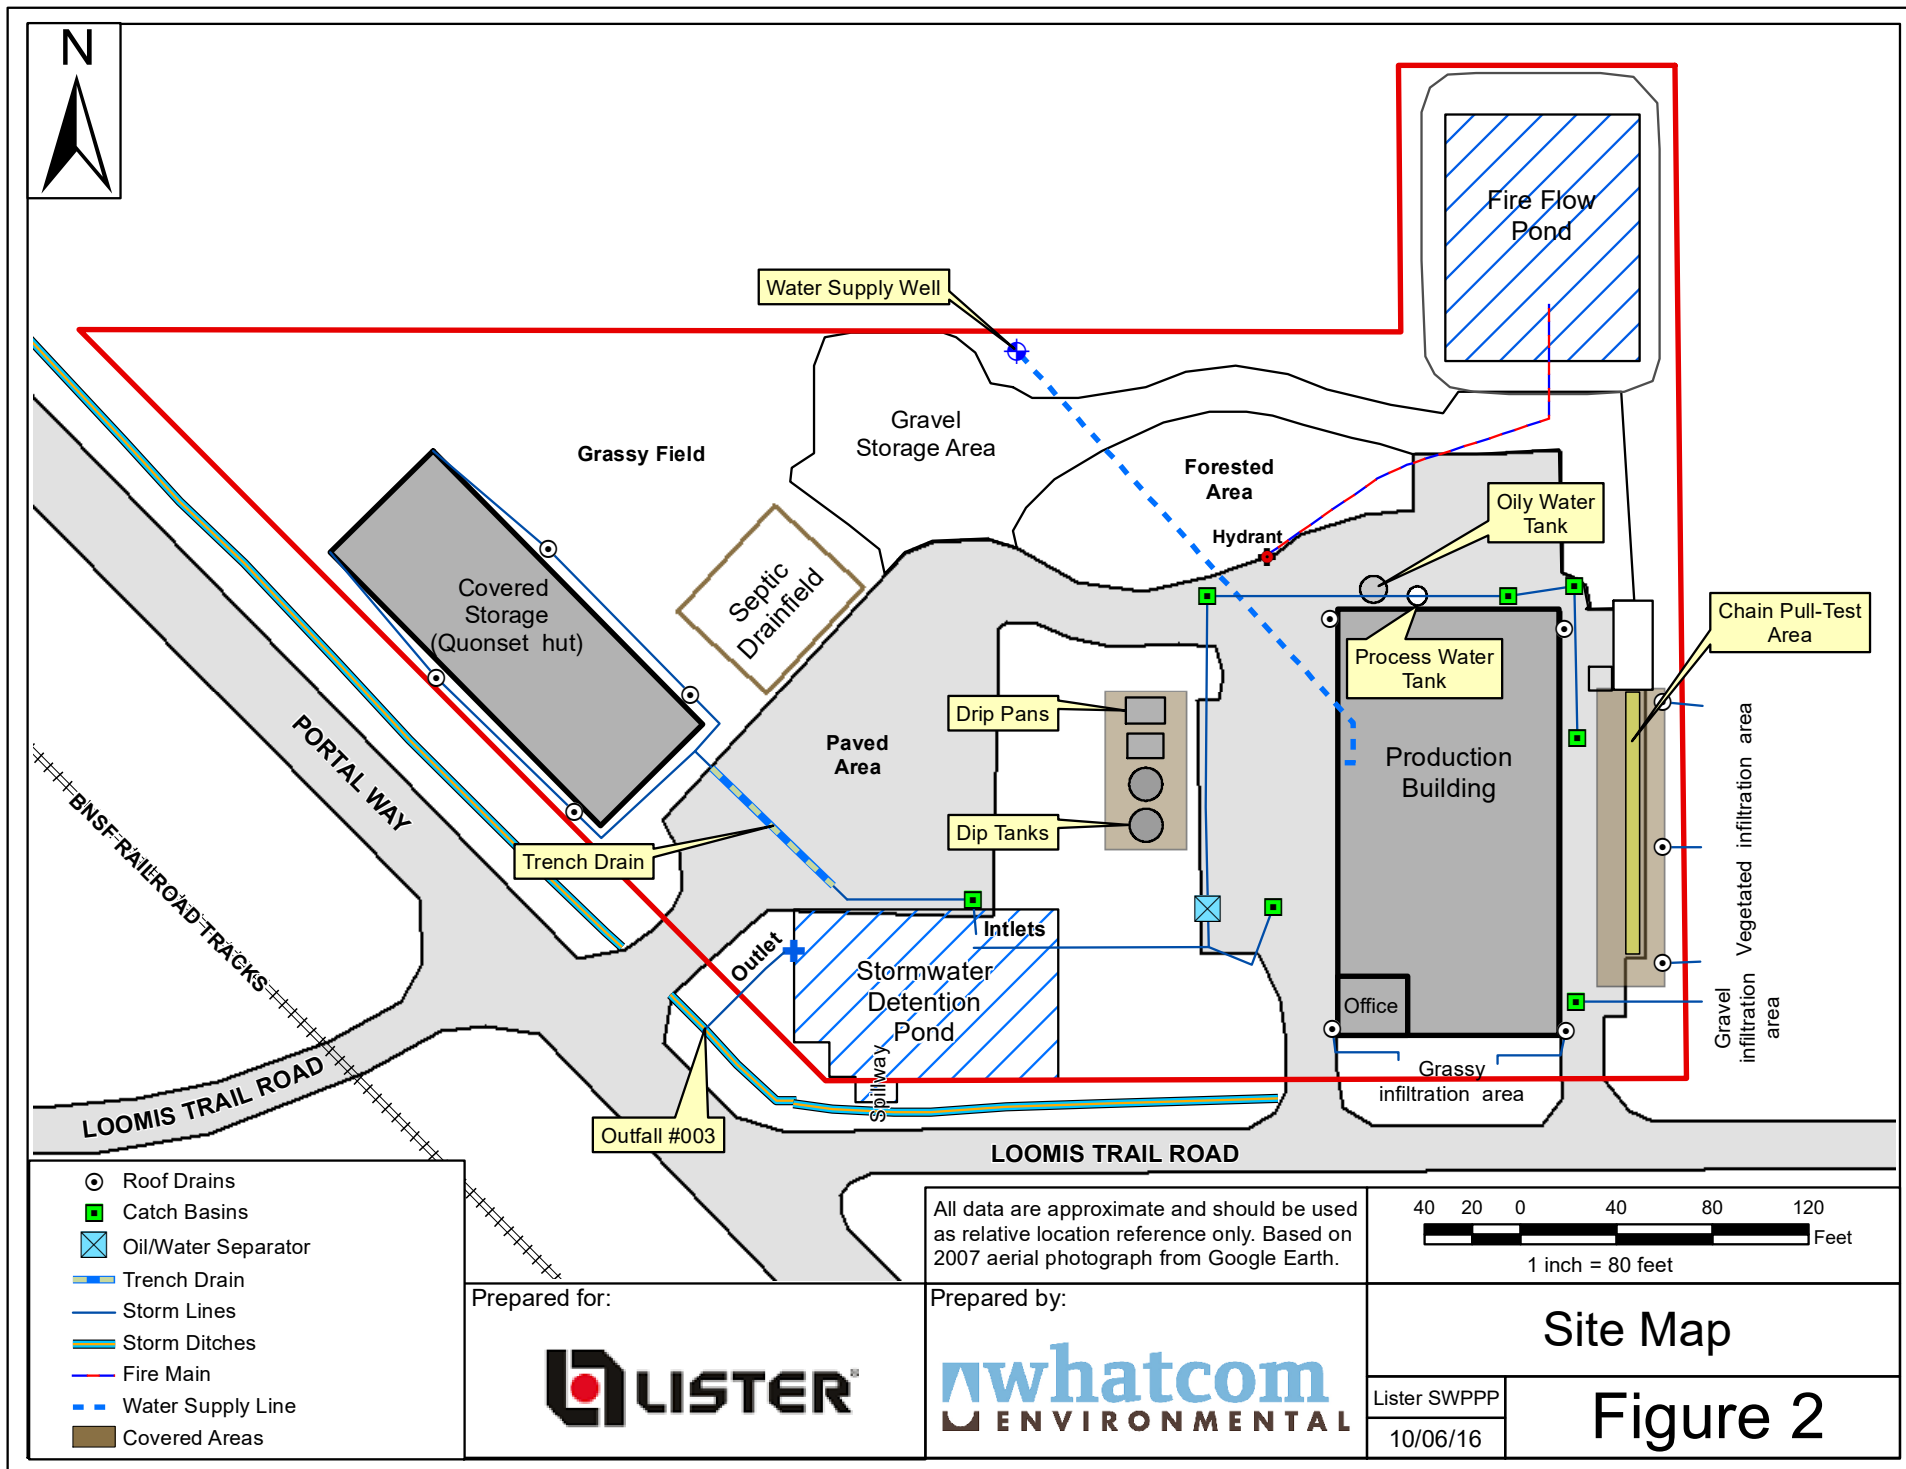 N
Fire Flow
Pond
Water Supply Well
Gravel
Storage Area
Grassy Field
Forested
Area
Oily Water
Tank
Hydrant
Covered
Storage
(Quonset hut)
Septic
Drainfield
Chain Pull-Test
Area
Process Water
Tank
Drip Pans
PORTAL WAY
Paved
Area
Production
Building
Vegetated infiltration area
Dip Tanks
Trench Drain
BNSF RAILROAD TRACKS
Intlets
Outlet
Stormwater
Detention
Pond
Office
Gravel
infiltration
area
Spillway
Grassy
infiltration area
LOOMIS TRAIL ROAD
Outfall #003
LOOMIS TRAIL ROAD
Roof Drains
Catch Basins
Oil/Water Separator
Trench Drain
Storm Lines
Storm Ditches
Fire Main
Water Supply Line
Covered Areas
All data are approximate and should be used
as relative location reference only. Based on
2007 aerial photograph from Google Earth.
40 20 0 40 80 120
Feet
1 inch = 80 feet
Prepared for:
LISTER
Prepared by:
whatcom
ENVIRONMENTAL
Site Map
Lister SWPPP
10/06/16
Figure 2